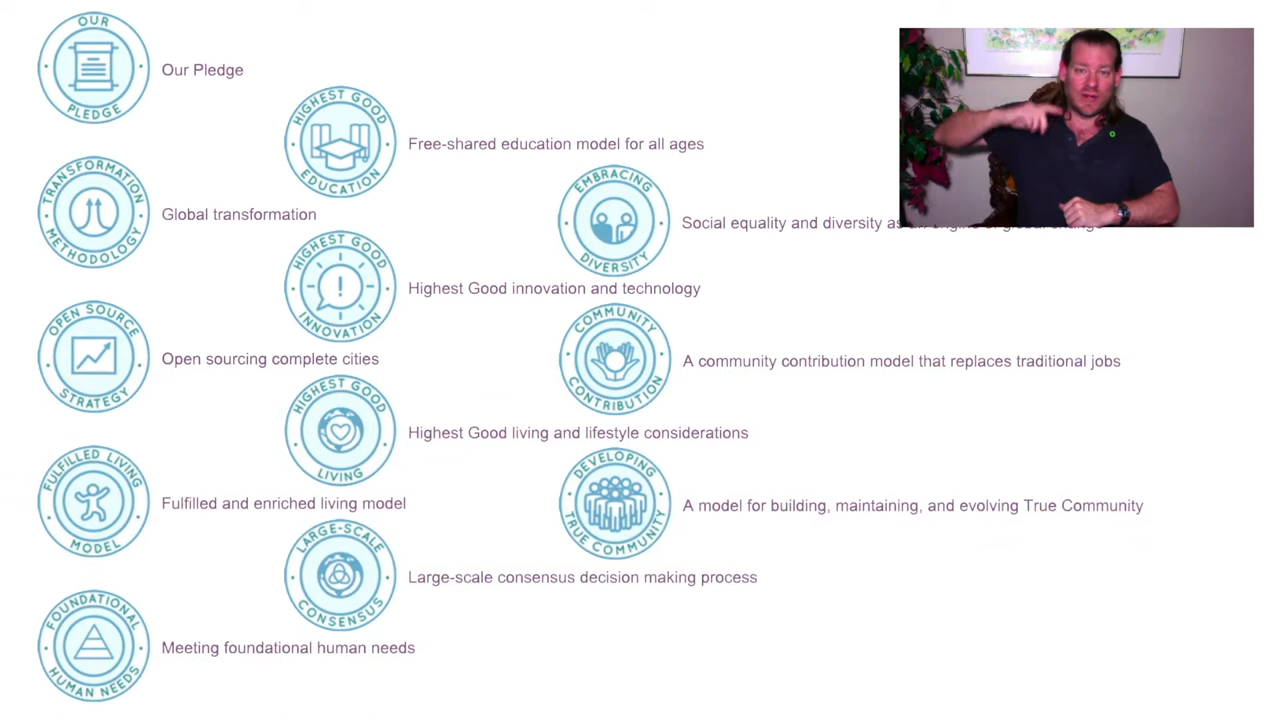 OUR
PLEDGE
Our Pledge
HIGHEST GOOD
EDUCATION
Free-shared education model for all ages
TRANSFORMATION
METHODOLOGY
Global transformation
EMBRACING
DIVERSITY
Social equality and diversity as
HIGHEST GOOD
INNOVATION
Highest Good innovation and technology
OPEN SOURCE
STRATEGY
Open sourcing complete cities
COMMUNITY
CONTRIBUTION
A community contribution model that replaces traditional jobs
HIGHEST GOOD
LIVING
Highest Good living and lifestyle considerations
FULFILLED LIVING
MODEL
Fulfilled and enriched living model
DEVELOPING
TRUE COMMUNITY
A model for building, maintaining, and evolving True Community
LARGE-SCALE
CONSENSUS
Large-scale consensus decision making process
FOUNDATIONAL
HUMAN NEEDS
Meeting foundational human needs